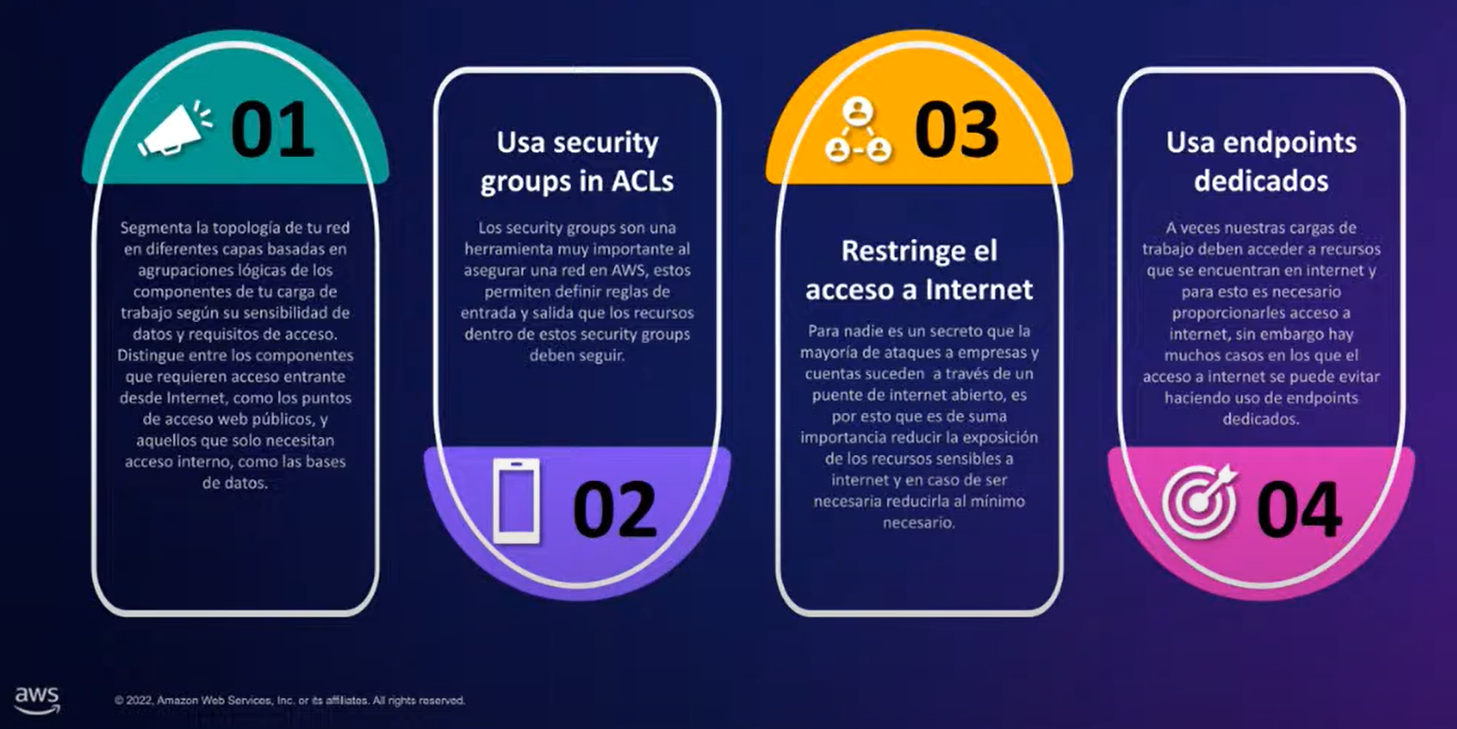 01
Segmenta la topología de tu red
en diferentes capas basadas en
agrupaciones lógicas de los
componentes de tu carga de
trabajo según su sensibilidad de
datos y requisitos de acceso.
Distingue entre los componentes
que requieren acceso entrante
desde Internet, como los puntos
de acceso web públicos, y
aquellos que solo necesitan
acceso interno, como las bases
de datos.
Usa security
groups in ACLs
Los security groups son una
herramienta muy importante al
asegurar una red en AWS, estos
permiten definir reglas de
entrada y salida que los recursos
dentro de estos security groups
deben seguir.
02
03
Restringe el
acceso a Internet
Para nadie es un secreto que la
mayoría de ataques a empresas y
cuentas suceden a través de un
puente de internet abierto, es
por esto que es de suma
importancia reducir la exposición
de los recursos sensibles a
internet y en caso de ser
necesaria reducirla al mínimo
necesario.
Usa endpoints
dedicados
A veces nuestras cargas de
trabajo deben acceder a recursos
que se encuentran en internet y
para esto es necesario
proporcionarles acceso a
internet, sin embargo hay
muchos casos en los que el
acceso a internet se puede evitar
haciendo uso de endpoints
dedicados.
04
aws
© 2022, Amazon Web Services, Inc. or its affiliates. All rights reserved.